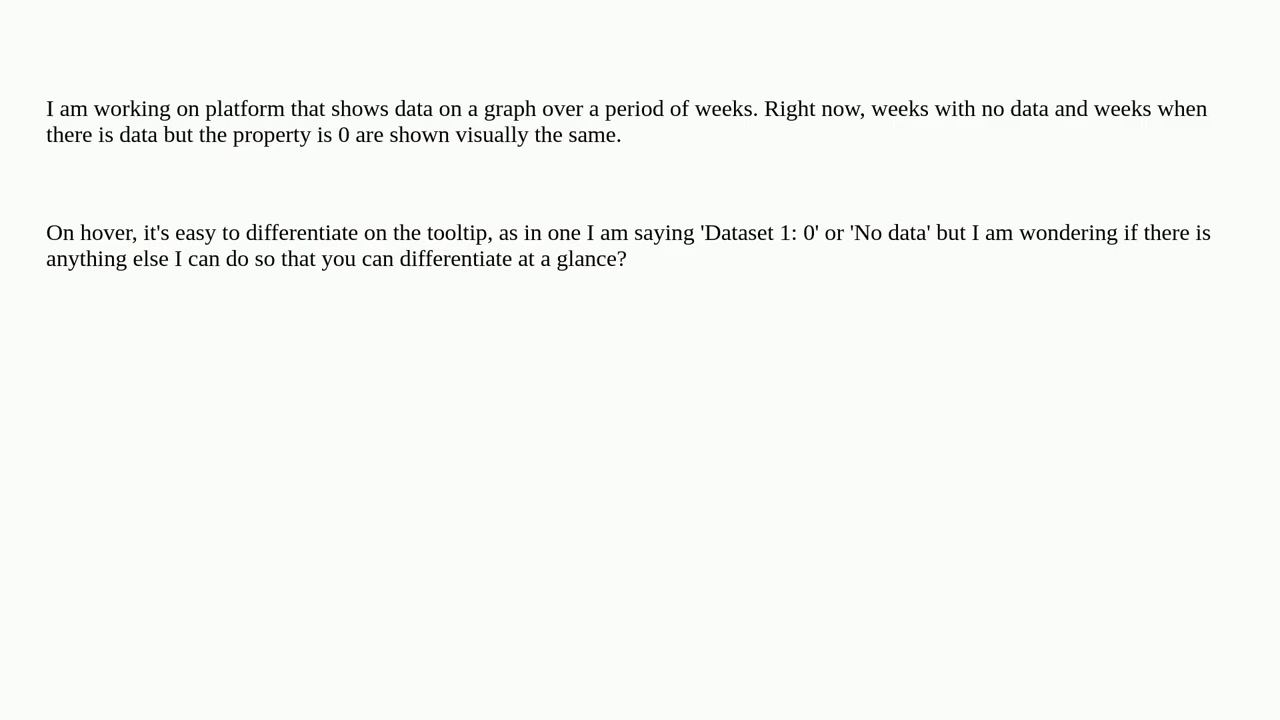 I am working on platform that shows data on a graph over a period of weeks. Right now, weeks with no data and weeks when
there is data but the property is 0 are shown visually the same.
On hover, it's easy to differentiate on the tooltip, as in one I am saying 'Dataset 1: 0' or 'No data' but I am wondering if there is
anything else I can do so that you can differentiate at a glance?